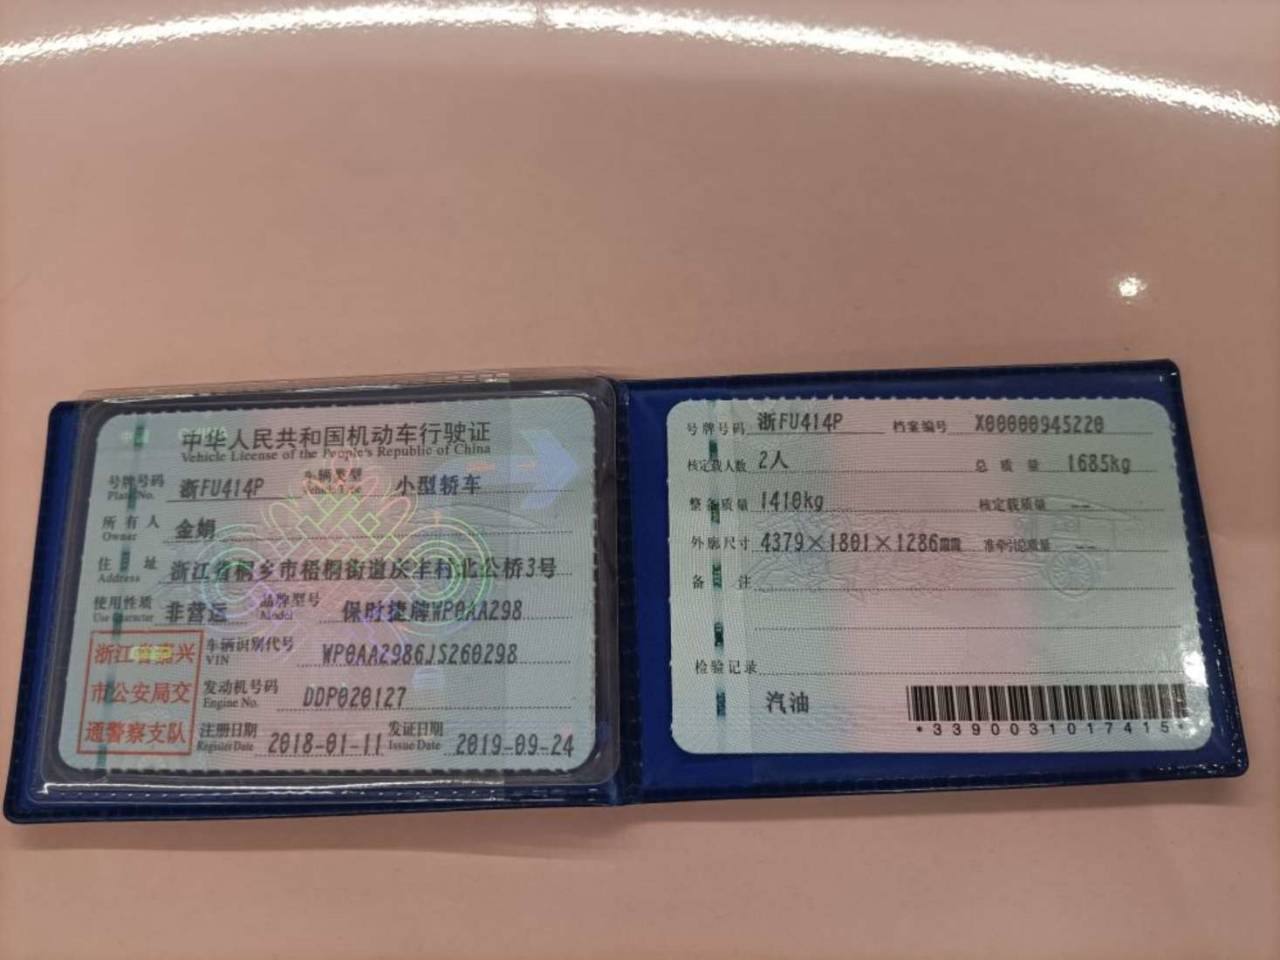 中华人民共和国机动车行驶证
Vehicle License of the People's Republic of China
号牌号码 浙FU414P 车辆类型 小型轿车
Plate No. Vehicle Type
所有人 金娟
Owner
住址 浙江省桐乡市梧桐街道庆丰村北公桥3号
Address
使用性质 非营运 品牌型号 保时捷牌WP0AA298
Use Character Model
浙江省嘉兴
市公安局交
通警察支队
车辆识别代号 WP0AA2986JS260298
VIN
发动机号码 DDP020127
Engine No.
注册日期 2018-01-11 发证日期 2019-09-24
Register Date Issue Date
号牌号码 浙FU414P 档案编号 X00000945220
核定载人数 2人 总质量 1685kg
整备质量 1410kg 核定载质量 --
外廓尺寸 4379×1801×1286mm 准牵引总质量 --
备注
检验记录
汽油
*3390031017415*